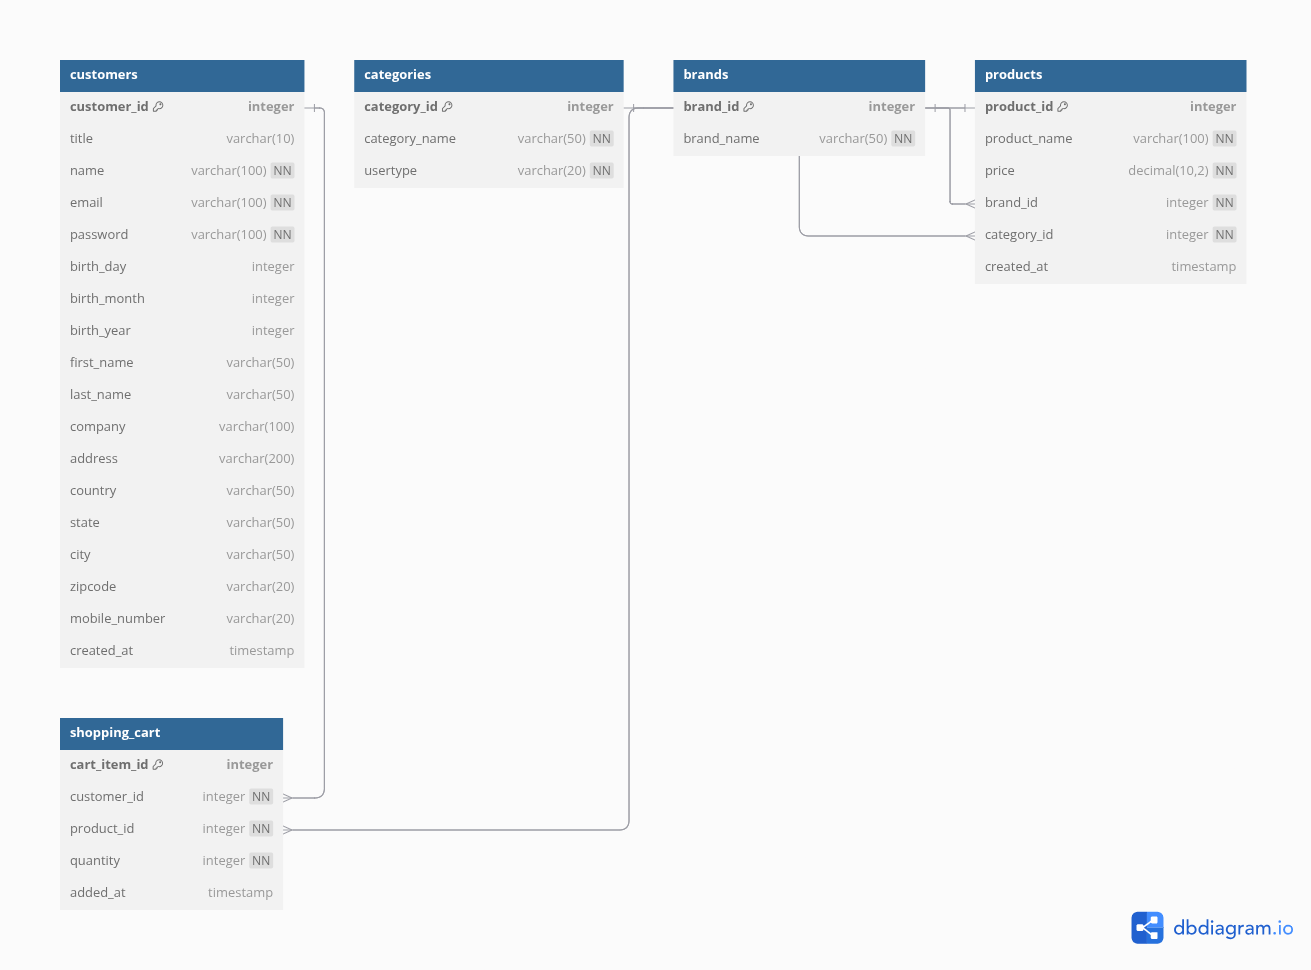 customers
customer_id integer
title varchar(10)
name varchar(100) NN
email varchar(100) NN
password varchar(100) NN
birth_day integer
birth_month integer
birth_year integer
first_name varchar(50)
last_name varchar(50)
company varchar(100)
address varchar(200)
country varchar(50)
state varchar(50)
city varchar(50)
zipcode varchar(20)
mobile_number varchar(20)
created_at timestamp
categories
category_id integer
category_name varchar(50) NN
usertype varchar(20) NN
brands
brand_id integer
brand_name varchar(50) NN
products
product_id integer
product_name varchar(100) NN
price decimal(10,2) NN
brand_id integer NN
category_id integer NN
created_at timestamp
shopping_cart
cart_item_id integer
customer_id integer NN
product_id integer NN
quantity integer NN
added_at timestamp
dbdiagram.io